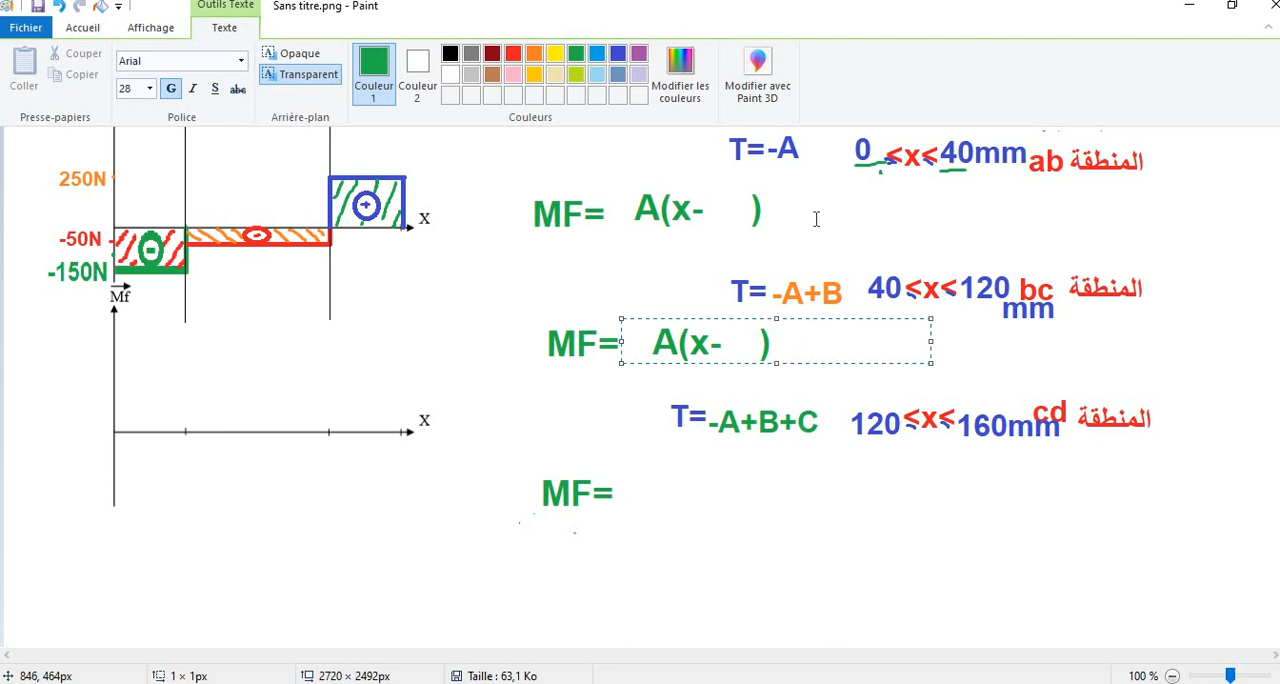 Sans titre.png - Paint
Outils Texte
Fichier
Accueil
Affichage
Texte
Coller
Couper
Copier
Presse-papiers
Arial
28
G I S abc
Police
Opaque
Transparent
Arrière-plan
Couleur 1
Couleur 2
Couleurs
Modifier les couleurs
Modifier avec Paint 3D
T=-A 0 ≤x≤40mm ab المنطقة
250N
MF= A(x- )
X
-50N
-150N
T= -A+B 40≤x≤120 bc المنطقة
mm
Mf
MF= A(x- )
T=-A+B+C 120≤x≤160mm cd المنطقة
X
MF=
846, 464px
1 × 1px
2720 × 2492px
Taille : 63,1 Ko
100 %